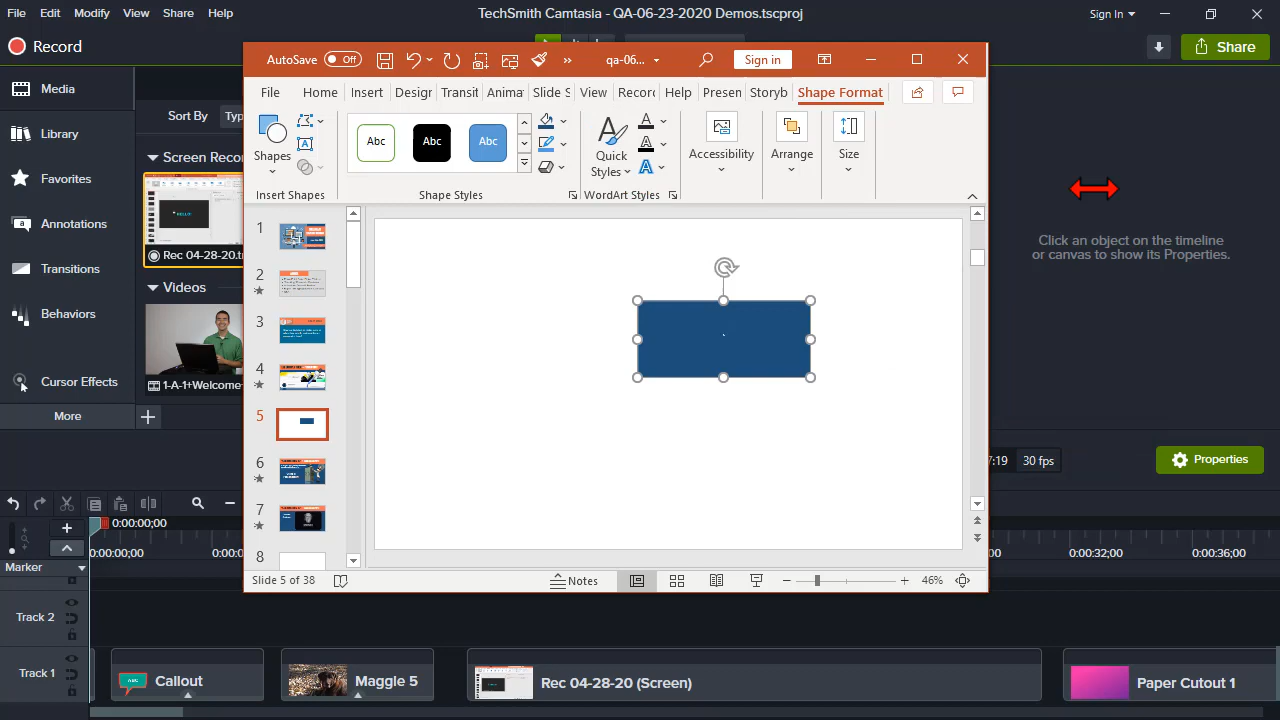 File Edit Modify View Share Help
TechSmith Camtasia - QA-06-23-2020 Demos.tscproj
Sign In
Record
Share
AutoSave Off
qa-06...
Sign in
File Home Insert Desigr Transit Animat Slide S View Recor Help Presen Storyb Shape Format
Media
Library
Favorites
Annotations
Transitions
Behaviors
Cursor Effects
More
Sort By
Screen Reco
Rec 04-28-20.t
Videos
1-A-1+Welcome
Shapes
Insert Shapes
Abc Abc Abc
Shape Styles
Quick
Styles
WordArt Styles
Accessibility
Arrange
Size
1
2
3
4
5
6
7
8
Slide 5 of 38
Notes
46%
Click an object on the timeline
or canvas to show its Properties.
7:19 30 fps
Properties
0:00:00;00
0:00:00;00 0:00:32;00 0:00:36;00
Marker
Track 2
Track 1
ABC
Callout
Maggle 5
Rec 04-28-20 (Screen)
Paper Cutout 1